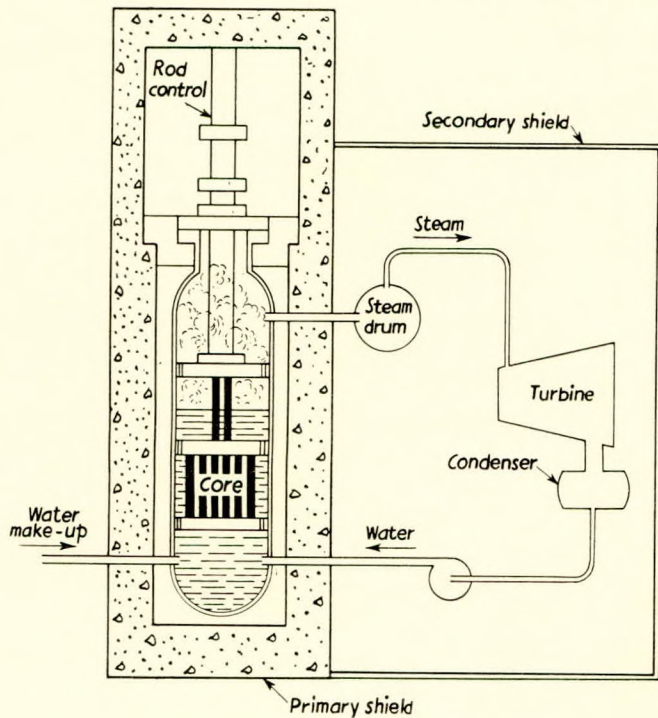 Rod
control
Secondary shield
Steam
Steam
drum
Turbine
Condenser
Core
Water
make-up
Water
Primary shield